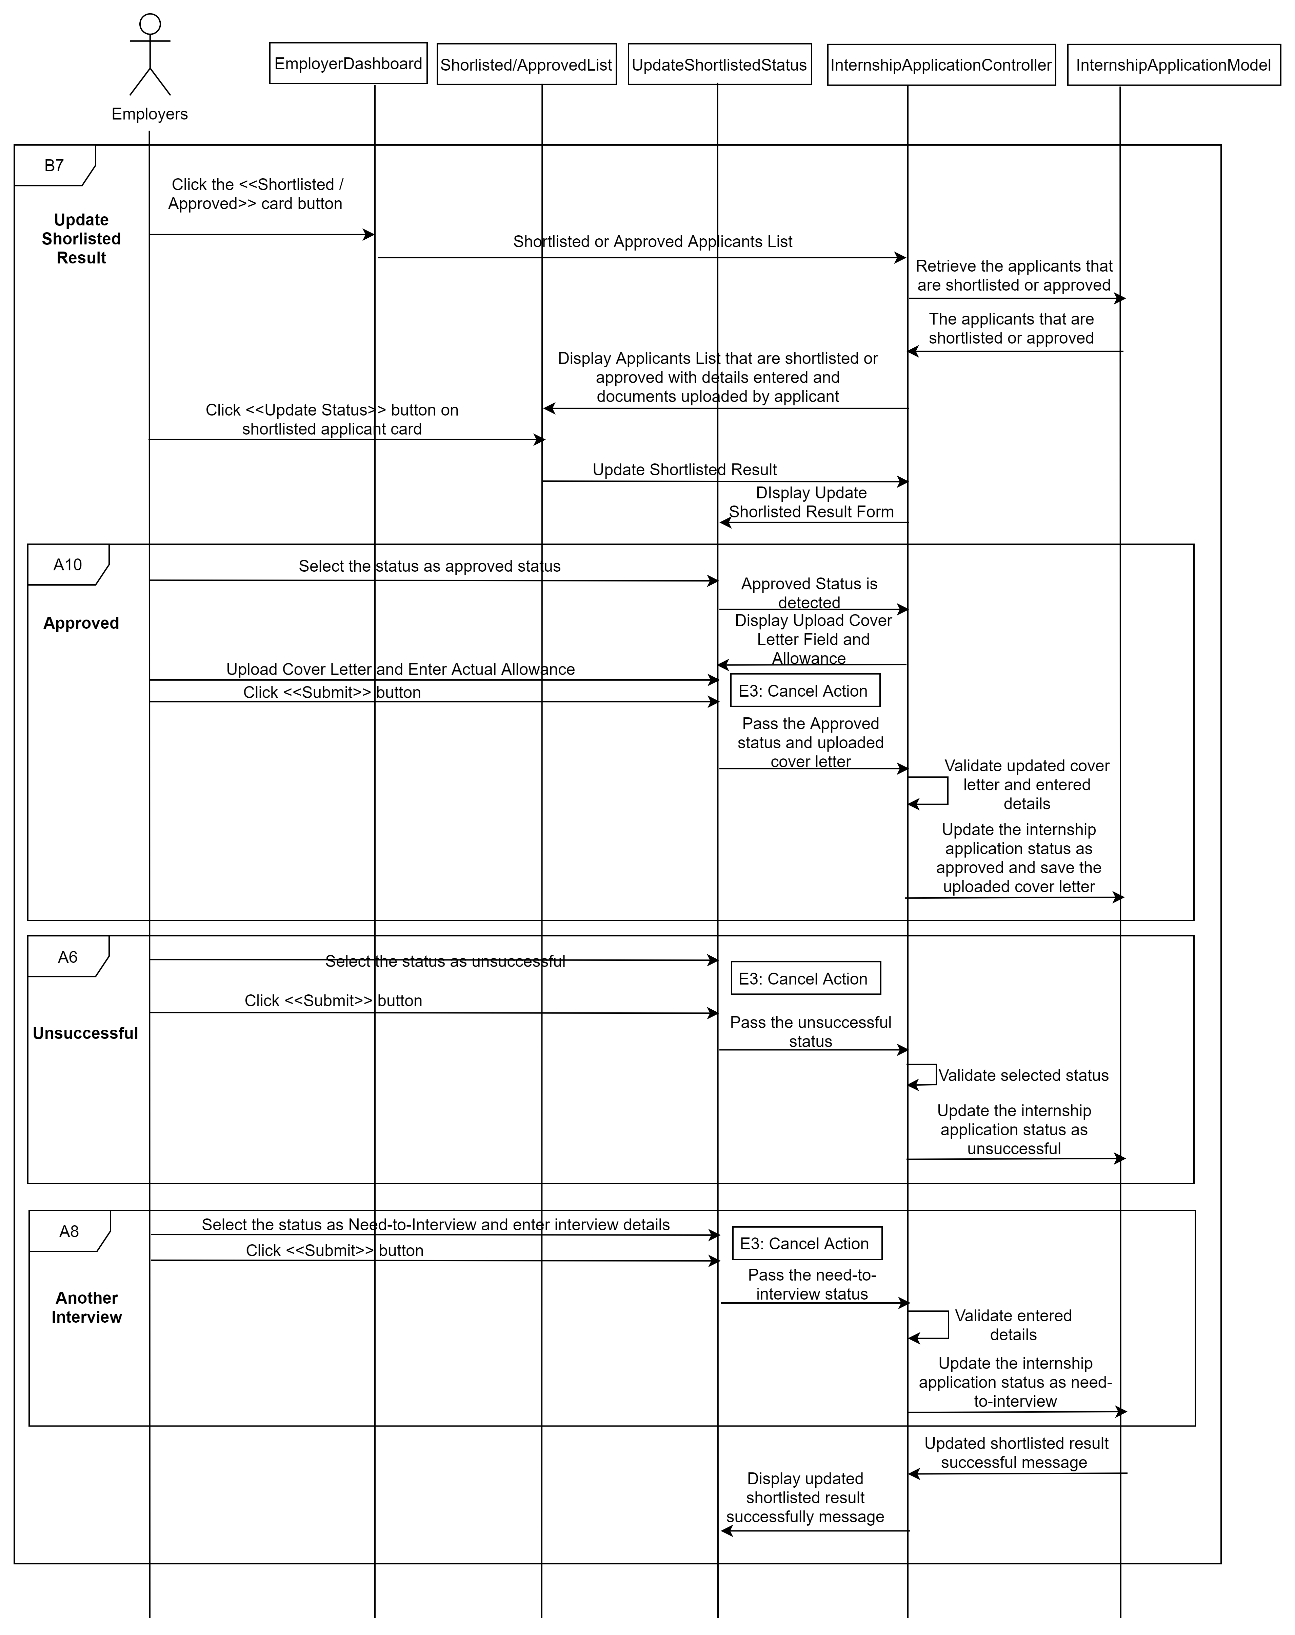 Employers
EmployerDashboard
Shorlisted/ApprovedList
UpdateShortlistedStatus
InternshipApplicationController
InternshipApplicationModel
B7
Update
Shorlisted
Result
Click the <<Shortlisted /
Approved>> card button
Shortlisted or Approved Applicants List
Retrieve the applicants that
are shortlisted or approved
The applicants that are
shortlisted or approved
Display Applicants List that are shortlisted or
approved with details entered and
documents uploaded by applicant
Click <<Update Status>> button on
shortlisted applicant card
Update Shortlisted Result
DIsplay Update
Shorlisted Result Form
A10
Approved
Select the status as approved status
Approved Status is
detected
Display Upload Cover
Letter Field and
Allowance
Upload Cover Letter and Enter Actual Allowance
Click <<Submit>> button
E3: Cancel Action
Pass the Approved
status and uploaded
cover letter
Validate updated cover
letter and entered
details
Update the internship
application status as
approved and save the
uploaded cover letter
A6
Unsuccessful
Select the status as unsuccessful
E3: Cancel Action
Click <<Submit>> button
Pass the unsuccessful
status
Validate selected status
Update the internship
application status as
unsuccessful
A8
Another
Interview
Select the status as Need-to-Interview and enter interview details
Click <<Submit>> button
E3: Cancel Action
Pass the need-to-
interview status
Validate entered
details
Update the internship
application status as need-
to-interview
Updated shortlisted result
successful message
Display updated
shortlisted result
successfully message